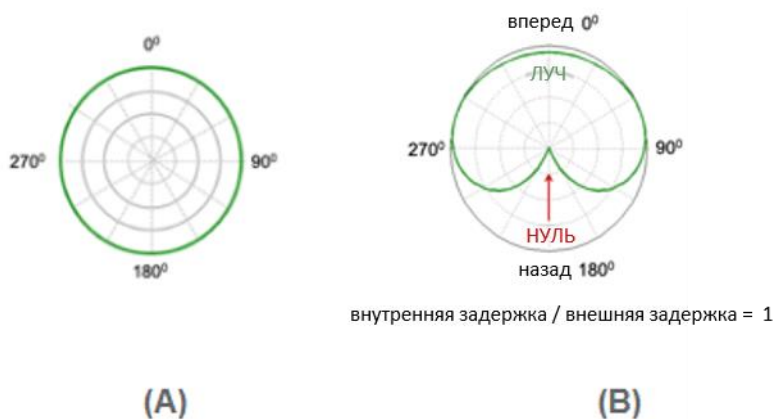 0⁰
270⁰ 90⁰
180⁰
(A)
вперед 0⁰
ЛУЧ
270⁰ 90⁰
НУЛЬ
назад 180⁰
внутренняя задержка / внешняя задержка = 1
(B)